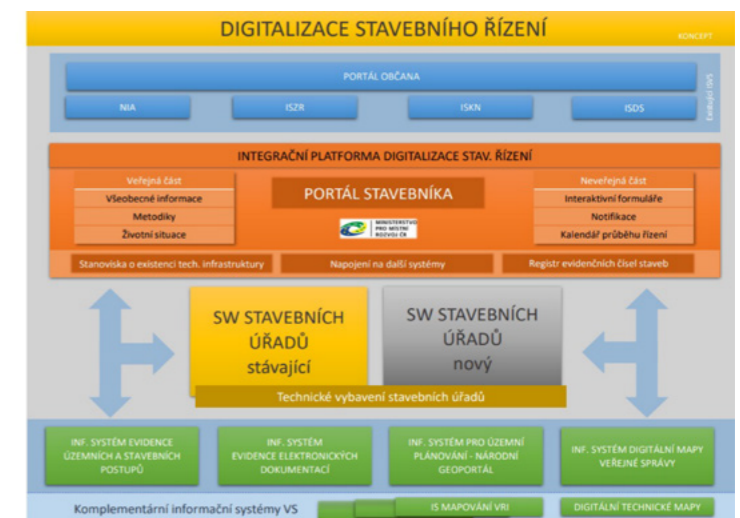 DIGITALIZACE STAVEBNÍHO ŘÍZENÍ
KONCEPT
PORTÁL OBČANA
NIA
ISZR
ISKN
ISDS
Existující ISVS
INTEGRAČNÍ PLATFORMA DIGITALIZACE STAV. ŘÍZENÍ
Veřejná část
Všeobecné informace
Metodiky
Životní situace
PORTÁL STAVEBNÍKA
MINISTERSTVO
PRO MÍSTNÍ
ROZVOJ ČR
Neveřejná část
Interaktivní formuláře
Notifikace
Kalendář průběhu řízení
Stanoviska o existenci tech. infrastruktury
Napojení na další systémy
Registr evidenčních čísel staveb
SW STAVEBNÍCH
ÚŘADŮ
stávající
SW STAVEBNÍCH
ÚŘADŮ
nový
Technické vybavení stavebních úřadů
INF. SYSTÉM EVIDENCE
ÚZEMNÍCH A STAVEBNÍCH
POSTUPŮ
INF. SYSTÉM
EVIDENCE ELEKTRONICKÝCH
DOKUMENTACÍ
INF. SYSTÉM PRO ÚZEMNÍ
PLÁNOVÁNÍ - NÁRODNÍ
GEOPORTÁL
INF. SYSTÉM DIGITÁLNÍ MAPY
VEŘEJNÉ SPRÁVY
Komplementární informační systémy VS
IS MAPOVÁNÍ VRI
DIGITÁLNÍ TECHNICKÉ MAPY